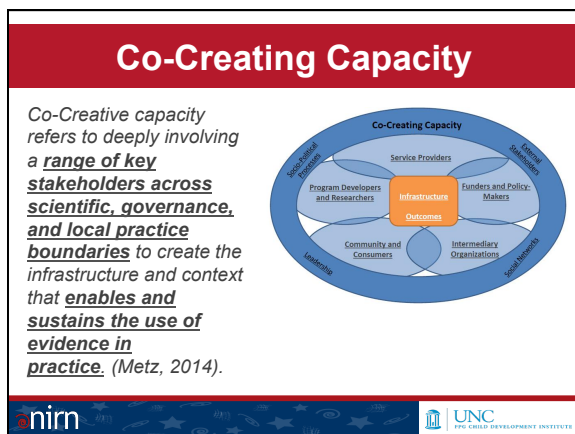 Co-Creating Capacity
Co-Creative capacity
refers to deeply involving
a range of key
stakeholders across
scientific, governance,
and local practice
boundaries to create the
infrastructure and context
that enables and
sustains the use of
evidence in
practice. (Metz, 2014).
Co-Creating Capacity
Socio-Political
Processes
External
Stakeholders
Service Providers
Program Developers
and Researchers
Infrastructure
Outcomes
Funders and Policy-
Makers
Community and
Consumers
Intermediary
Organizations
Leadership
Social Networks
nirn
UNC
FPG CHILD DEVELOPMENT INSTITUTE